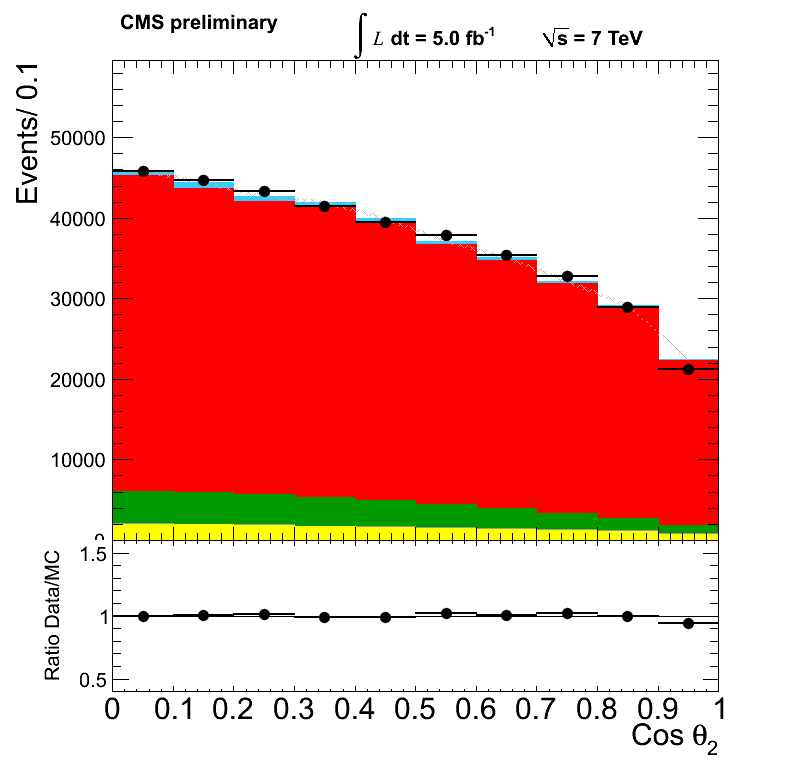 CMS preliminary
∫ L dt = 5.0 fb⁻¹ √s = 7 TeV
Events/ 0.1
50000
40000
30000
20000
10000
0
Ratio Data/MC
1.5
1
0.5
0 0.1 0.2 0.3 0.4 0.5 0.6 0.7 0.8 0.9 1
Cos θ₂